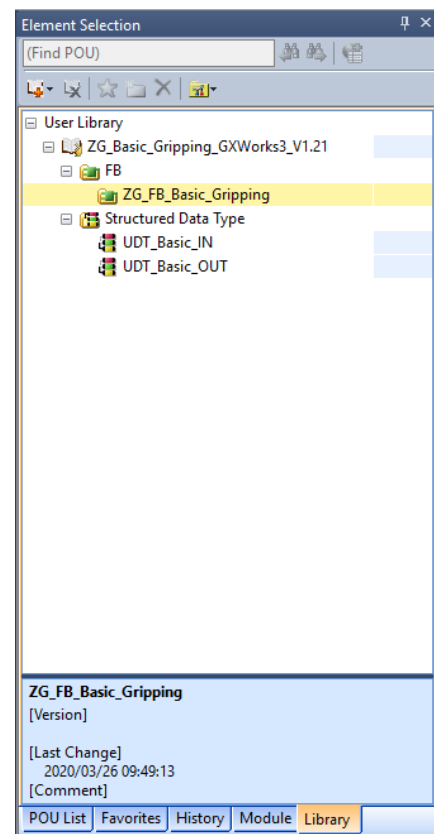 Element Selection
(Find POU)
User Library
ZG_Basic_Gripping_GXWorks3_V1.21
FB
ZG_FB_Basic_Gripping
Structured Data Type
UDT_Basic_IN
UDT_Basic_OUT
ZG_FB_Basic_Gripping
[Version]
[Last Change]
2020/03/26 09:49:13
[Comment]
POU List Favorites History Module Library